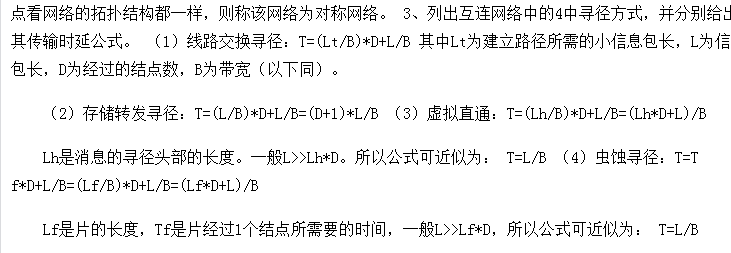 点看网络的拓扑结构都一样，则称该网络为对称网络。 3、列出互连网络中的4中寻径方式，并分别给出
其传输时延公式。 （1）线路交换寻径：T=(Lt/B)*D+L/B 其中Lt为建立路径所需的小信息包长，L为信
包长，D为经过的结点数，B为带宽（以下同）。
（2）存储转发寻径：T=(L/B)*D+L/B=(D+1)*L/B （3）虚拟直通：T=(Lh/B)*D+L/B=(Lh*D+L)/B
Lh是消息的寻径头部的长度。一般L>>Lh*D。所以公式可近似为： T=L/B （4）虫蚀寻径：T=T
f*D+L/B=(Lf/B)*D+L/B=(Lf*D+L)/B
Lf是片的长度，Tf是片经过1个结点所需要的时间，一般L>>Lf*D，所以公式可近似为： T=L/B